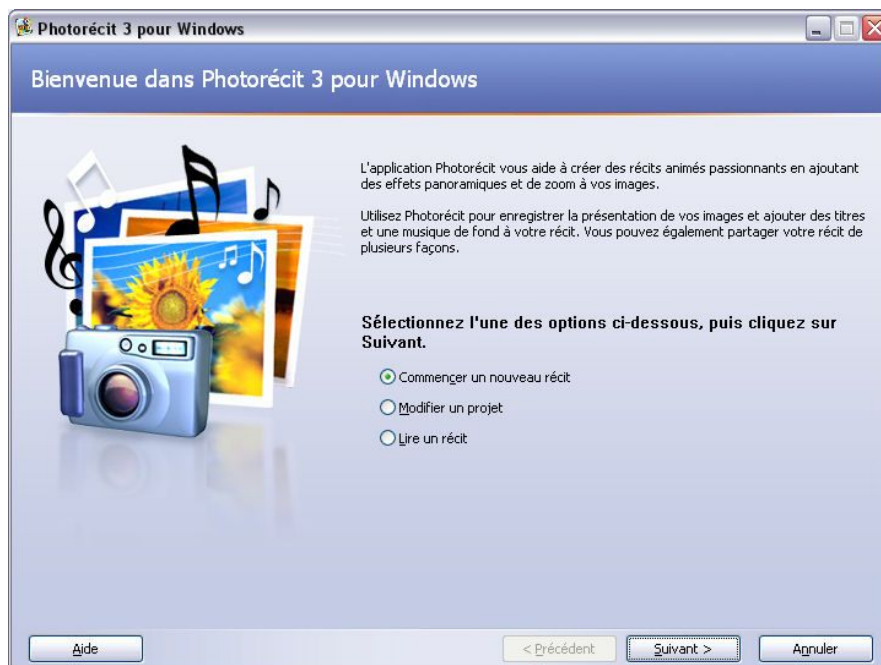 Photorécit 3 pour Windows
Bienvenue dans Photorécit 3 pour Windows
L'application Photorécit vous aide à créer des récits animés passionnants en ajoutant
des effets panoramiques et de zoom à vos images.
Utilisez Photorécit pour enregistrer la présentation de vos images et ajouter des titres
et une musique de fond à votre récit. Vous pouvez également partager votre récit de
plusieurs façons.
Sélectionnez l'une des options ci-dessous, puis cliquez sur
Suivant.
Commencer un nouveau récit
Modifier un projet
Lire un récit
Aide
< Précédent
Suivant >
Annuler